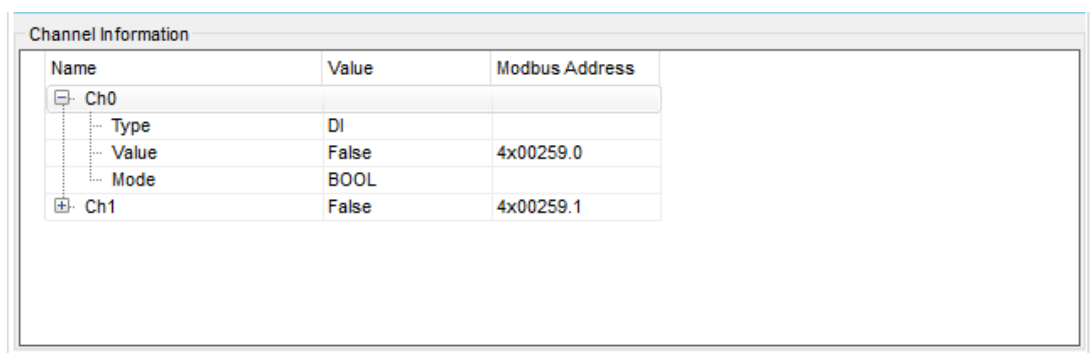 Channel Information
Name Value Modbus Address
Ch0
Type DI
Value False 4x00259.0
Mode BOOL
Ch1 False 4x00259.1